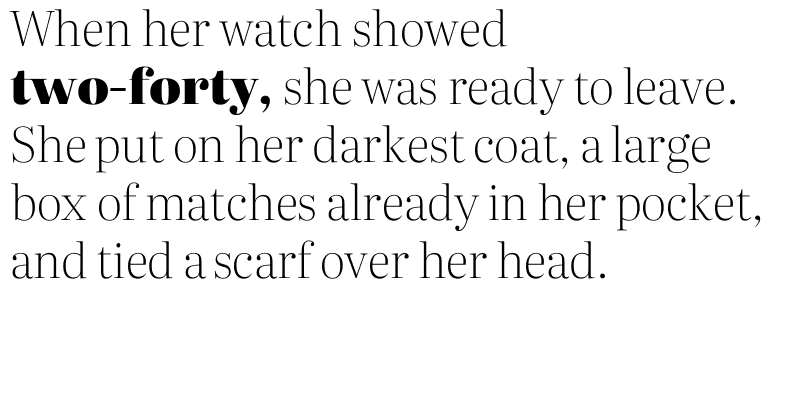 When her watch showed
two-forty, she was ready to leave.
She put on her darkest coat, a large
box of matches already in her pocket,
and tied a scarf over her head.